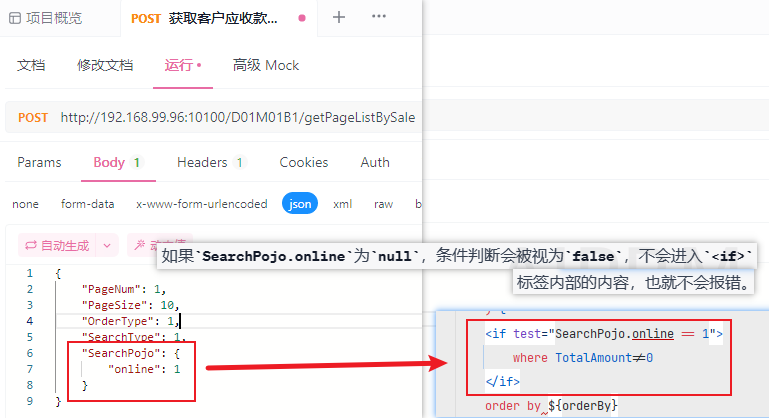 项目概览
POST 获取客户应收款...
文档 修改文档 运行 高级 Mock
POST http://192.168.99.96:10100/D01M01B1/getPageListBySale
Params Body 1 Headers 1 Cookies Auth
none form-data x-www-form-urlencoded json xml raw b
自动生成
如果`SearchPojo.online`为`null`，条件判断会被视为`false`，不会进入`<if>`
标签内部的内容，也就不会报错。
1 {
2 "PageNum": 1,
3 "PageSize": 10,
4 "OrderType": 1,
5 "SearchType": 1,
6 "SearchPojo": {
7 "online": 1
8 }
9 }
<if test="SearchPojo.online == 1">
where TotalAmount≠0
</if>
order by ${orderBy}